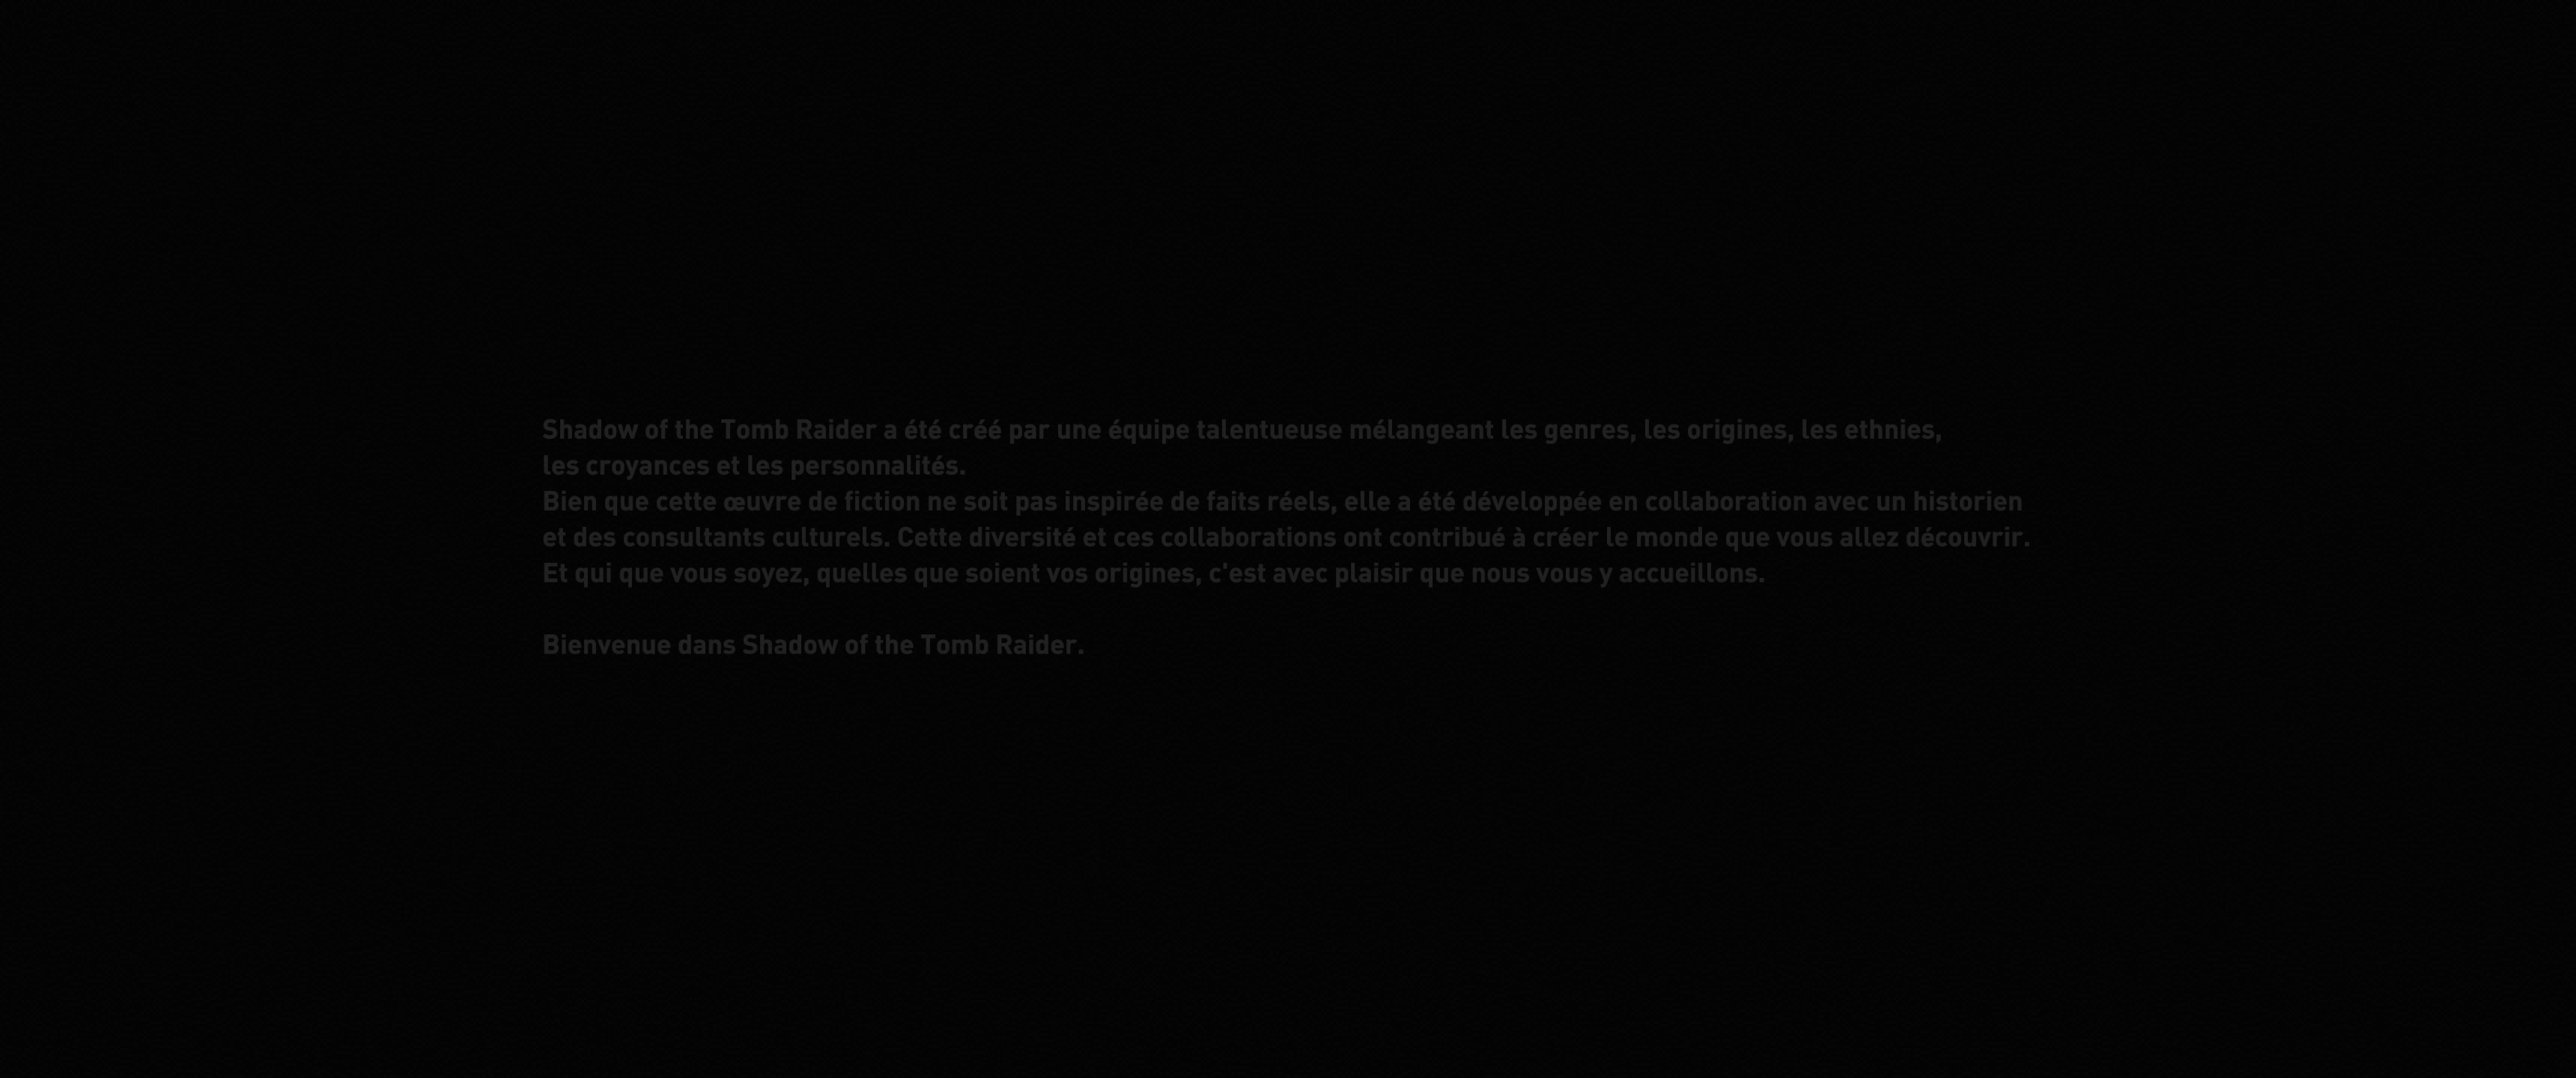 Shadow of the Tomb Raider a été créé par une équipe talentueuse mélangeant les genres, les origines, les ethnies,
les croyances et les personnalités.
Bien que cette œuvre de fiction ne soit pas inspirée de faits réels, elle a été développée en collaboration avec un historien
et des consultants culturels. Cette diversité et ces collaborations ont contribué à créer le monde que vous allez découvrir.
Et qui que vous soyez, quelles que soient vos origines, c'est avec plaisir que nous vous y accueillons.
Bienvenue dans Shadow of the Tomb Raider.